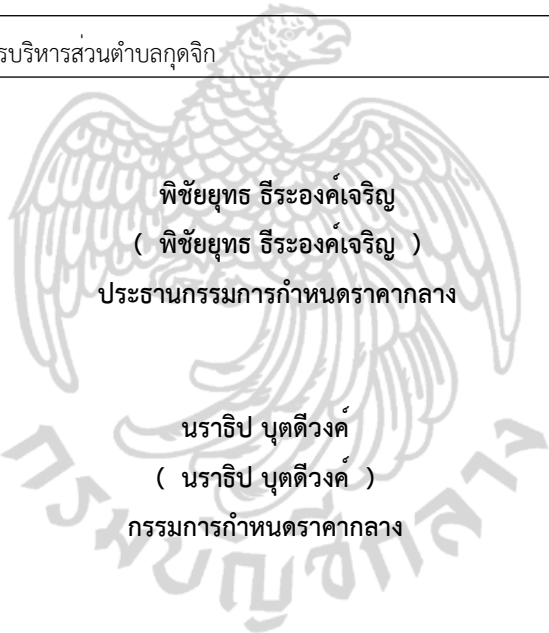 รบริหารส่วนตำบลกุดจิก
พิชัยยุทธ ธีระองค์เจริญ
( พิชัยยุทธ ธีระองค์เจริญ )
ประธานกรรมการกำหนดราคากลาง
นราธิป บุตดีวงค์
( นราธิป บุตดีวงค์ )
กรรมการกำหนดราคากลาง
กรมบัญชีกลาง